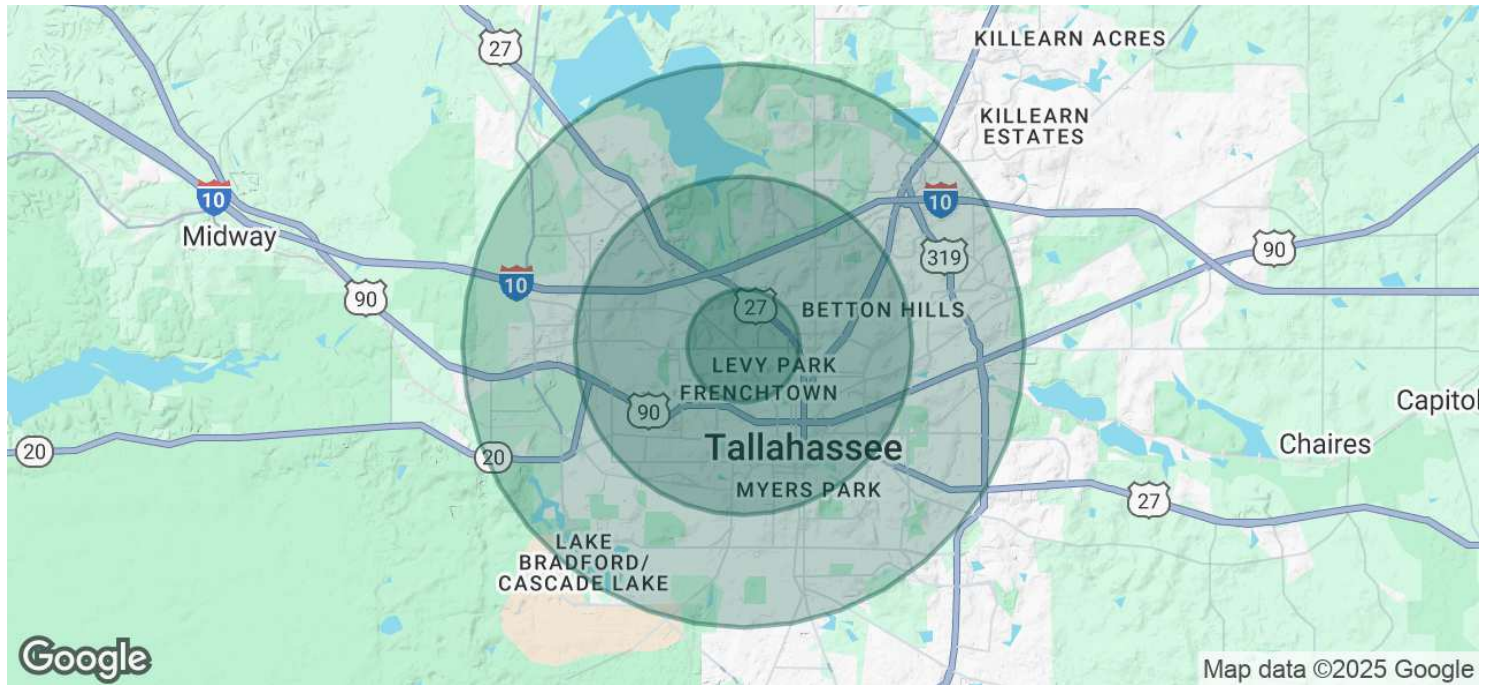 27
KILLEARN ACRES
KILLEARN
ESTATES
10
10
Midway
319
90
10
90
27
BETTON HILLS
LEVY PARK
FRENCHTOWN
90
Capitol
20
20
Tallahassee
Chaires
MYERS PARK
27
LAKE
BRADFORD/
CASCADE LAKE
Google
Map data ©2025 Google